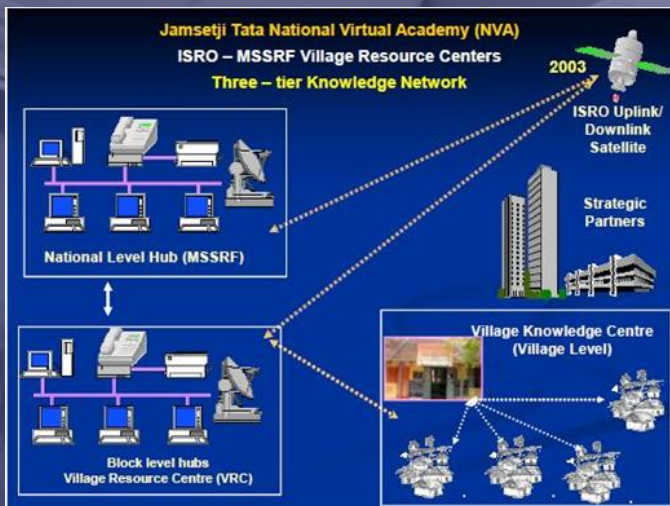 Jamsetji Tata National Virtual Academy (NVA)
ISRO – MSSRF Village Resource Centers
Three – tier Knowledge Network
2003
ISRO Uplink/
Downlink
Satellite
Strategic
Partners
National Level Hub (MSSRF)
Village Knowledge Centre
(Village Level)
Block level hubs
Village Resource Centre (VRC)